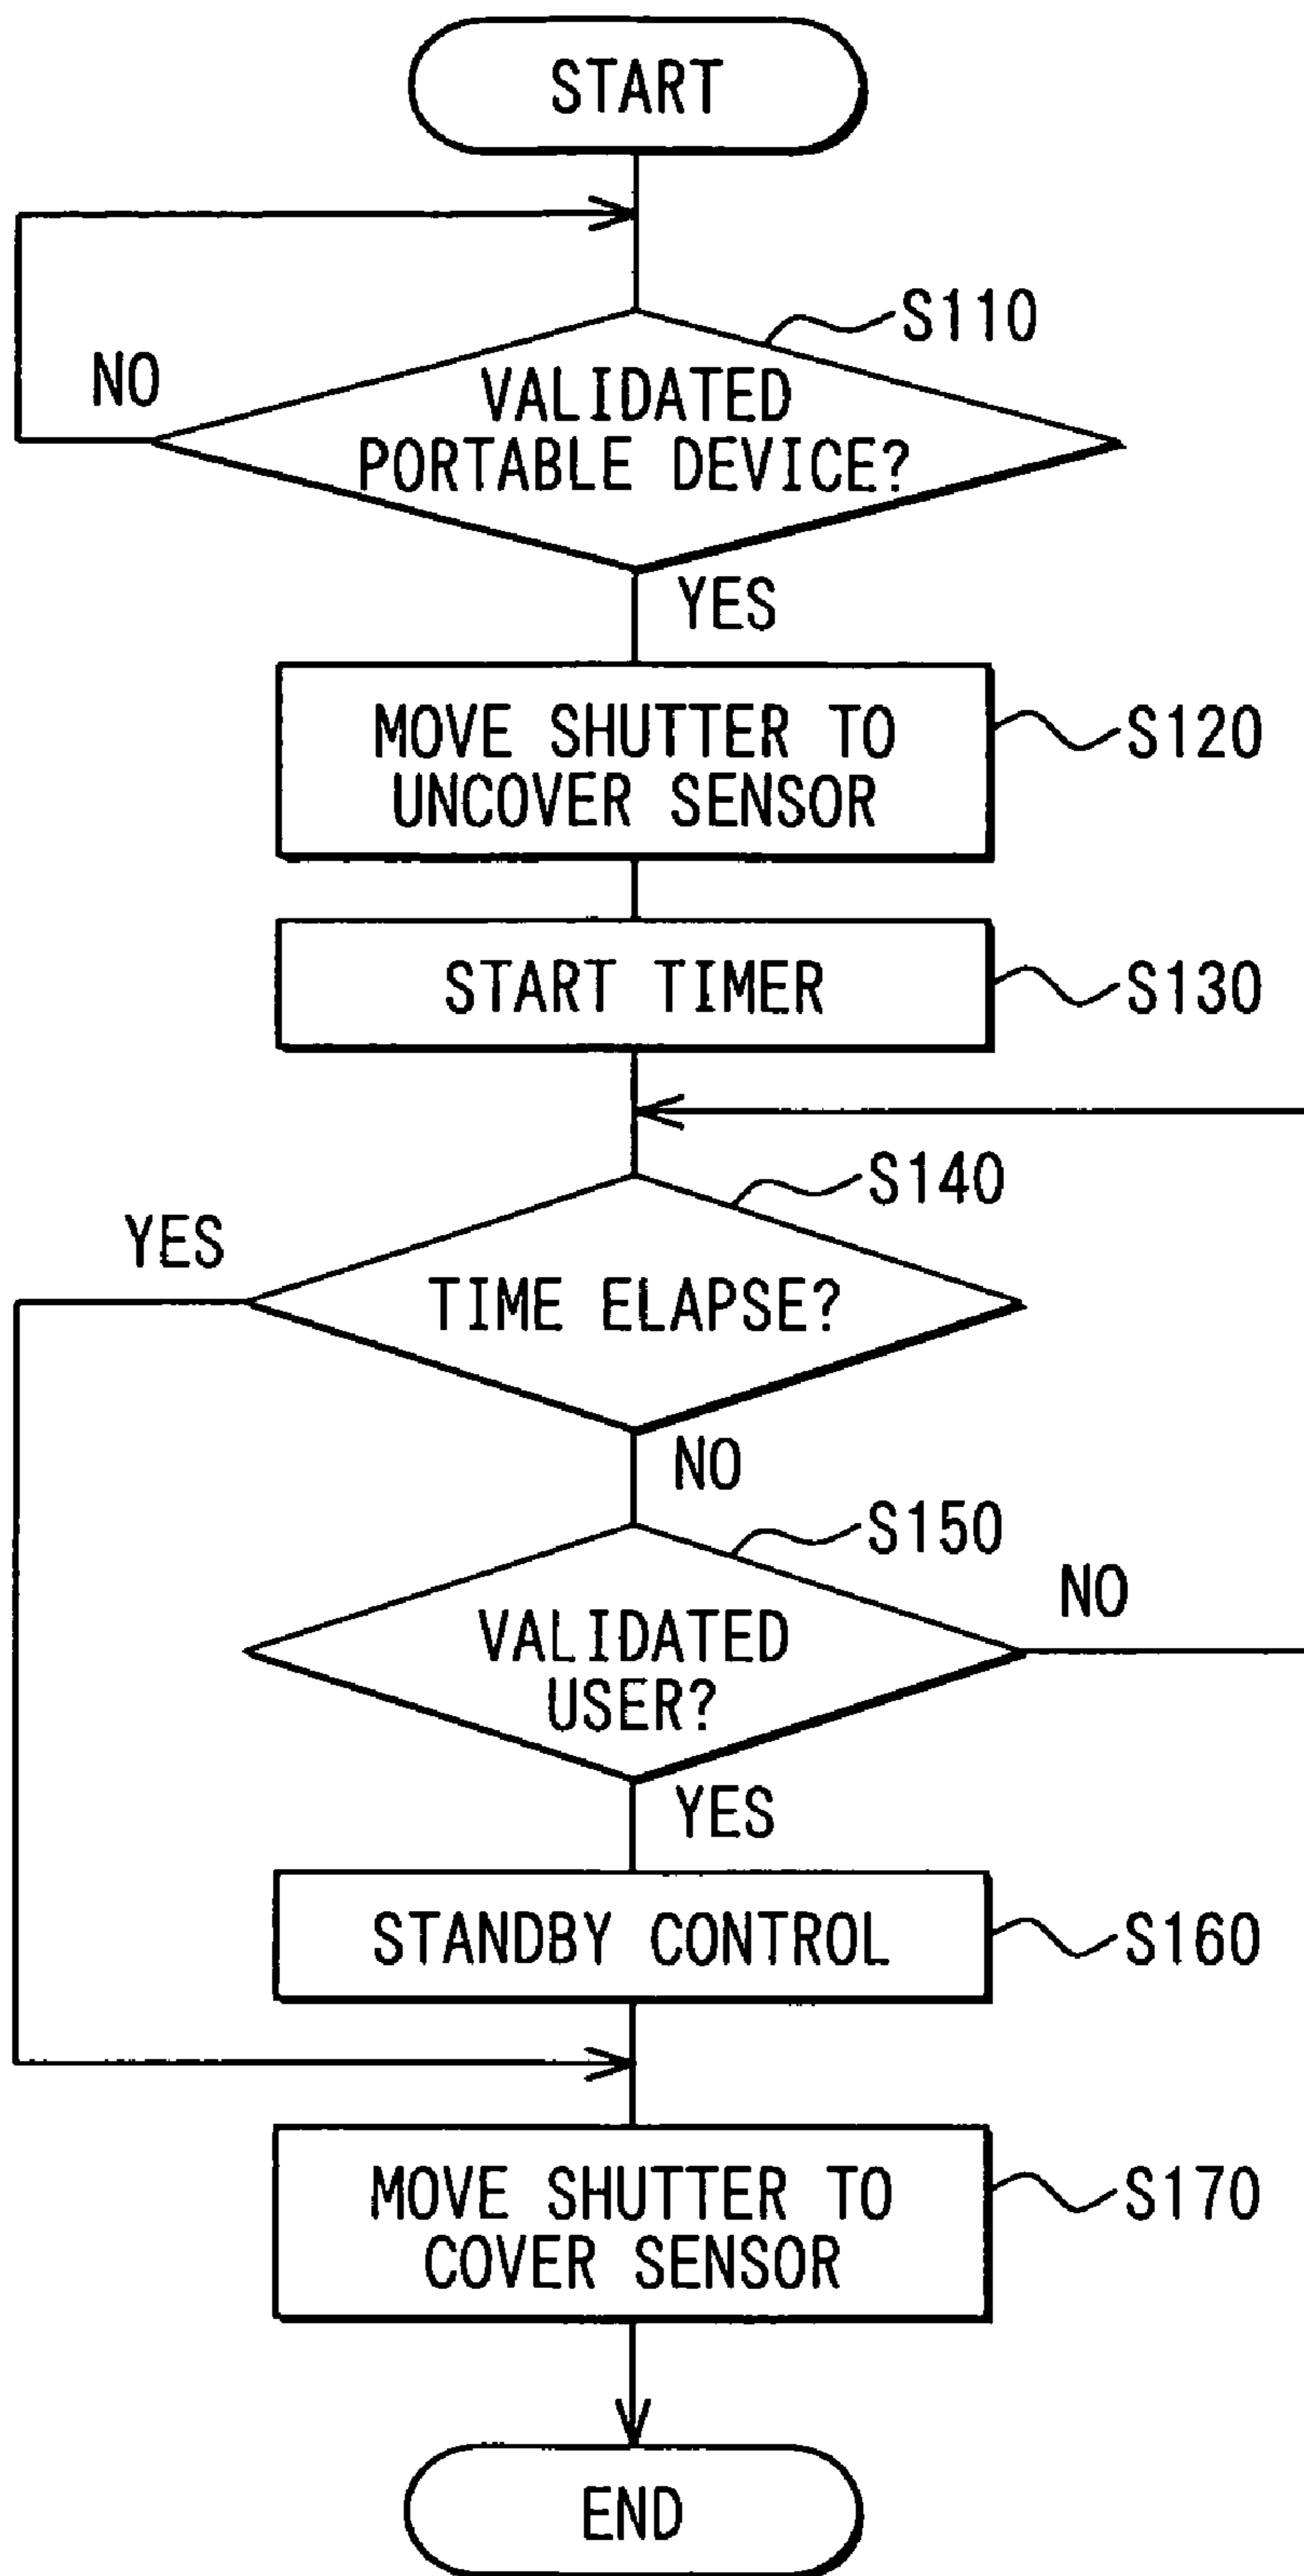 START
S110
NO
VALIDATED
PORTABLE DEVICE?
YES
MOVE SHUTTER TO
UNCOVER SENSOR
S120
START TIMER
S130
S140
YES
TIME ELAPSE?
NO
S150
NO
VALIDATED
USER?
YES
STANDBY CONTROL
S160
MOVE SHUTTER TO
COVER SENSOR
S170
END